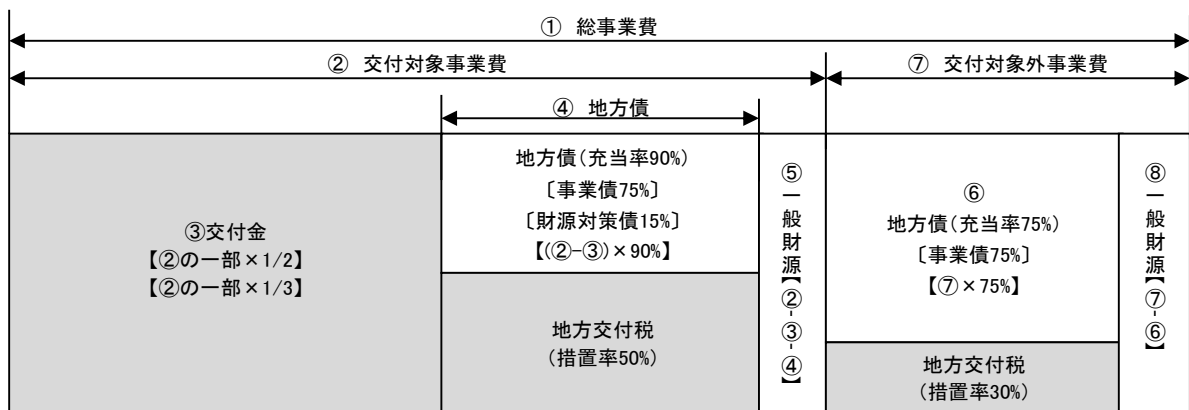 ① 総事業費
② 交付対象事業費
⑦ 交付対象外事業費
④ 地方債
③交付金
【②の一部×1/2】
【②の一部×1/3】
地方債(充当率90%)
〔事業債75%〕
〔財源対策債15%〕
【(②-③)×90%】
地方交付税
(措置率50%)
⑤一般財源【②-③-④】
⑥
地方債(充当率75%)
〔事業債75%〕
【⑦×75%】
地方交付税
(措置率30%)
⑧一般財源【⑦-⑥】